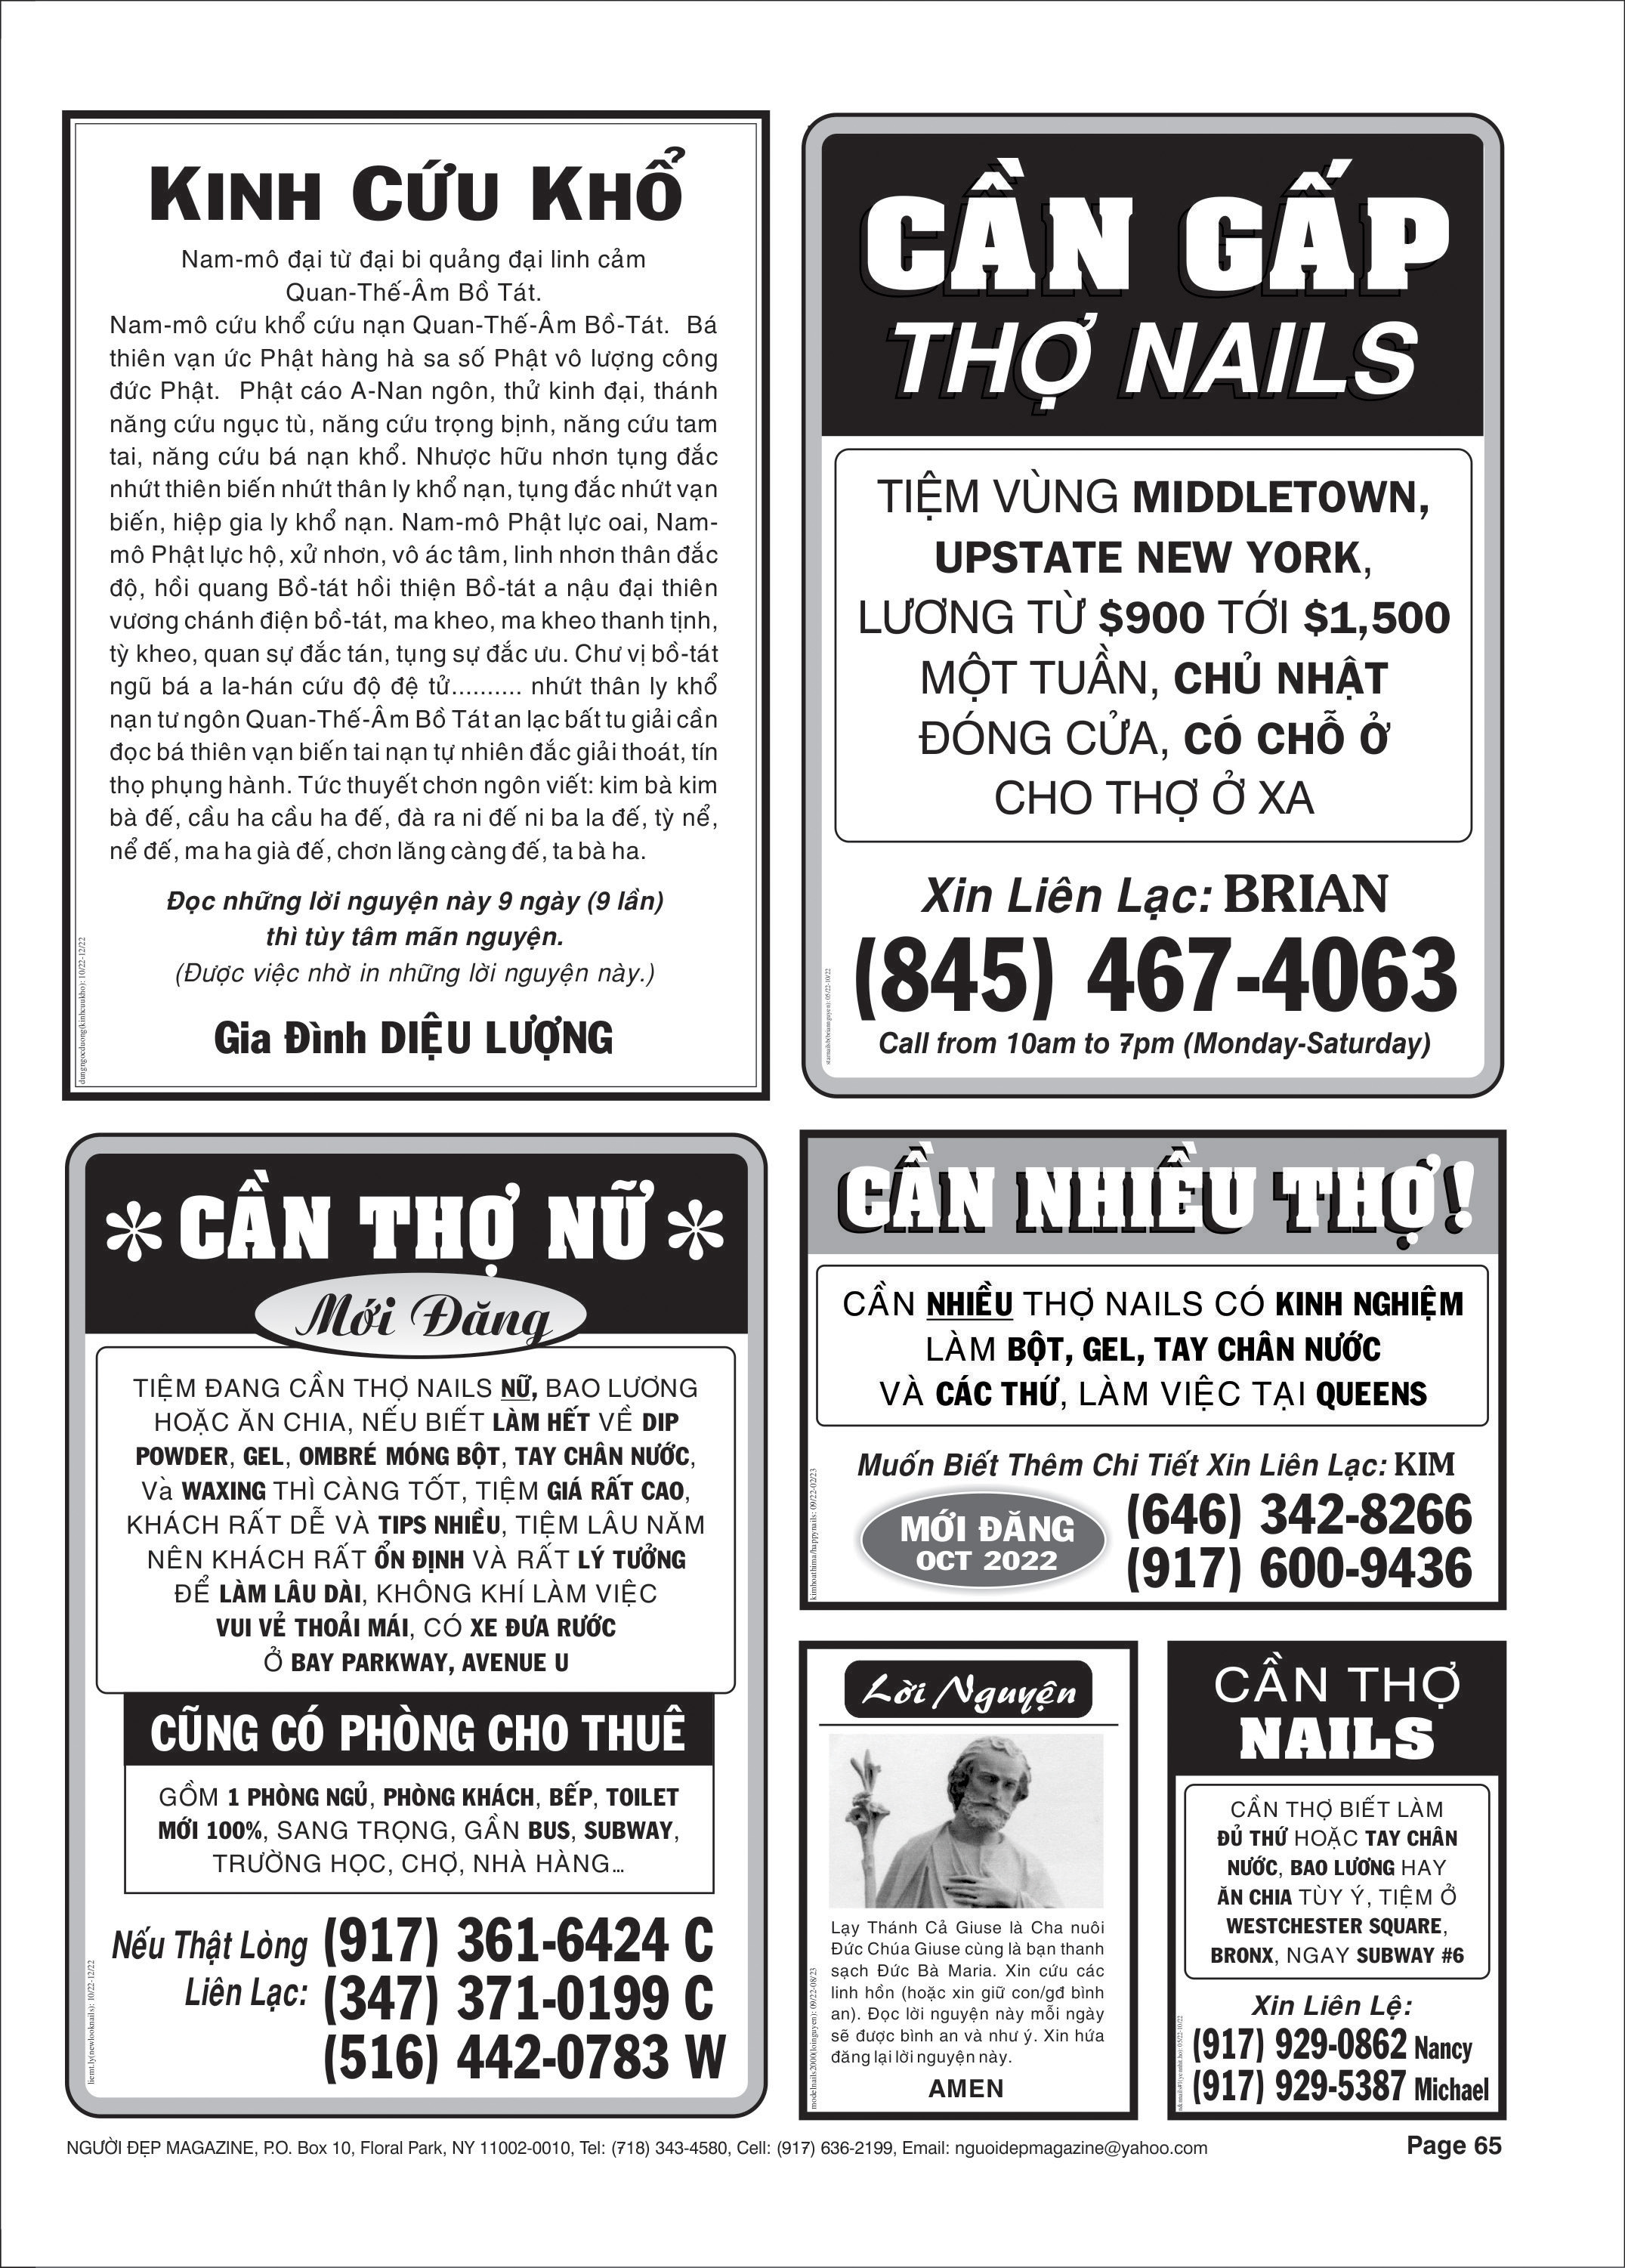 KINH CỨU KHỔ
Nam-mô đại từ đại bi quảng đại linh cảm
Quan-Thế-Âm Bồ Tát.
Nam-mô cứu khổ cứu nạn Quan-Thế-Âm Bồ-Tát. Bá
thiên vạn ức Phật hàng hà sa số Phật vô lượng công
đức Phật. Phật cáo A-Nan ngôn, thử kinh đại, thánh
năng cứu ngục tù, năng cứu trọng bịnh, năng cứu tam
tai, năng cứu bá nạn khổ. Nhược hữu nhơn tụng đắc
nhứt thiên biến nhứt thân ly khổ nạn, tụng đắc nhứt vạn
biến, hiệp gia ly khổ nạn. Nam-mô Phật lực oai, Nam-
mô Phật lực hộ, xử nhơn, vô ác tâm, linh nhơn thân đắc
độ, hồi quang Bồ-tát hồi thiện Bồ-tát a nậu đại thiên
vương chánh điện bồ-tát, ma kheo, ma kheo thanh tịnh,
tỳ kheo, quan sự đắc tán, tụng sự đắc ưu. Chư vị bồ-tát
ngũ bá a la-hán cứu độ đệ tử.......... nhứt thân ly khổ
nạn tư ngôn Quan-Thế-Âm Bồ Tát an lạc bất tu giải cần
đọc bá thiên vạn biến tai nạn tự nhiên đắc giải thoát, tín
thọ phụng hành. Tức thuyết chơn ngôn viết: kim bà kim
bà đế, cầu ha cầu ha đế, đà ra ni đế ni ba la đế, tỳ nể,
nể đế, ma ha già đế, chơn lăng càng đế, ta bà ha.
Đọc những lời nguyện này 9 ngày (9 lần)
thì tùy tâm mãn nguyện.
(Được việc nhờ in những lời nguyện này.)
Gia Đình DIỆU LƯỢNG
dungngocduong(kinhcuukho): 10/22-12/22
CẦN GẤP
THỢ NAILS
TIỆM VÙNG MIDDLETOWN,
UPSTATE NEW YORK,
LƯƠNG TỪ $900 TỚI $1,500
MỘT TUẦN, CHỦ NHẬT
ĐÓNG CỬA, CÓ CHỖ Ở
CHO THỢ Ở XA
Xin Liên Lạc: BRIAN
(845) 467-4063
Call from 10am to 7pm (Monday-Saturday)
*CẦN THỢ NỮ*
Mới Đăng
TIỆM ĐANG CẦN THỢ NAILS NỮ, BAO LƯƠNG
HOẶC ĂN CHIA, NẾU BIẾT LÀM HẾT VỀ DIP
POWDER, GEL, OMBRÉ MÓNG BỘT, TAY CHÂN NƯỚC,
Và WAXING THÌ CÀNG TỐT, TIỆM GIÁ RẤT CAO,
KHÁCH RẤT DỄ VÀ TIPS NHIỀU, TIỆM LÂU NĂM
NÊN KHÁCH RẤT ỔN ĐỊNH VÀ RẤT LÝ TƯỞNG
ĐỂ LÀM LÂU DÀI, KHÔNG KHÍ LÀM VIỆC
VUI VẺ THOẢI MÁI, CÓ XE ĐƯA RƯỚC
Ở BAY PARKWAY, AVENUE U
CŨNG CÓ PHÒNG CHO THUÊ
GỒM 1 PHÒNG NGỦ, PHÒNG KHÁCH, BẾP, TOILET
MỚI 100%, SANG TRỌNG, GẦN BUS, SUBWAY,
TRƯỜNG HỌC, CHỢ, NHÀ HÀNG...
Nếu Thật Lòng
Liên Lạc:
(917) 361-6424 C
(347) 371-0199 C
(516) 442-0783 W
liemt.ly(newlooknails): 10/22-12/22
CẦN NHIỀU THỢ!
CẦN NHIỀU THỢ NAILS CÓ KINH NGHIỆM
LÀM BỘT, GEL, TAY CHÂN NƯỚC
VÀ CÁC THỨ, LÀM VIỆC TẠI QUEENS
Muốn Biết Thêm Chi Tiết Xin Liên Lạc: KIM
MỚI ĐĂNG
OCT 2022
(646) 342-8266
(917) 600-9436
Lời Nguyện
Lạy Thánh Cả Giuse là Cha nuôi
Đức Chúa Giuse cùng là bạn thanh
sạch Đức Bà Maria. Xin cứu các
linh hồn (hoặc xin giữ con/gđ bình
an). Đọc lời nguyện này mỗi ngày
sẽ được bình an và như ý. Xin hứa
đăng lại lời nguyện này.
AMEN
modelnails2000(loinguyen): 09/22-08/23
CẦN THỢ
NAILS
CẦN THỢ BIẾT LÀM
ĐỦ THỨ HOẶC TAY CHÂN
NƯỚC, BAO LƯƠNG HAY
ĂN CHIA TÙY Ý, TIỆM Ở
WESTCHESTER SQUARE,
BRONX, NGAY SUBWAY #6
Xin Liên Lệ:
(917) 929-0862 Nancy
(917) 929-5387 Michael
NGƯỜI ĐẸP MAGAZINE, P.O. Box 10, Floral Park, NY 11002-0010, Tel: (718) 343-4580, Cell: (917) 636-2199, Email: nguoidepmagazine@yahoo.com
Page 65